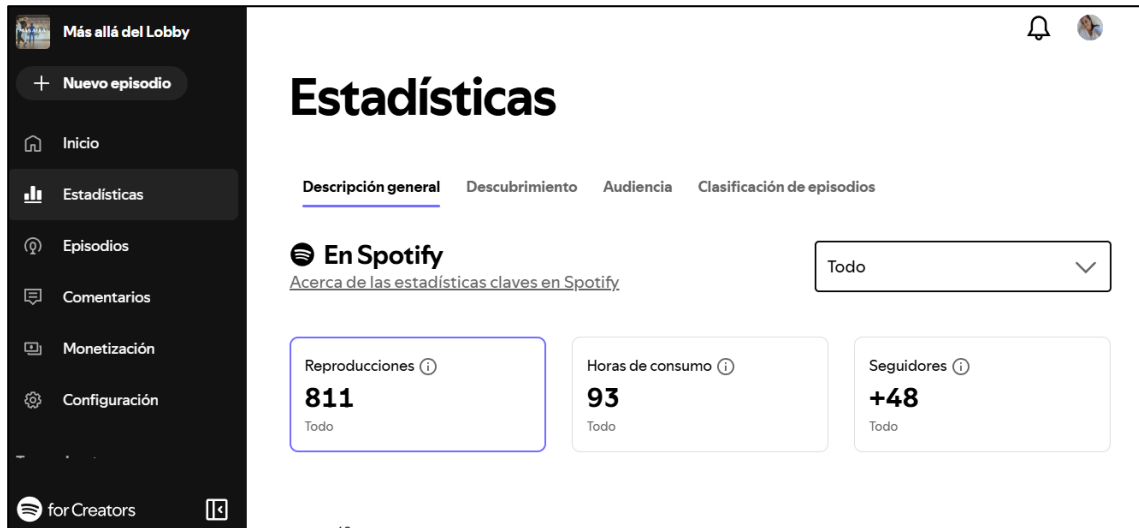 Más allá del Lobby
Nuevo episodio
Inicio
Estadísticas
Episodios
Comentarios
Monetización
Configuración
for Creators
Estadísticas
Descripción general Descubrimiento Audiencia Clasificación de episodios
En Spotify
Acerca de las estadísticas claves en Spotify
Todo
Reproducciones
811
Todo
Horas de consumo
93
Todo
Seguidores
+48
Todo